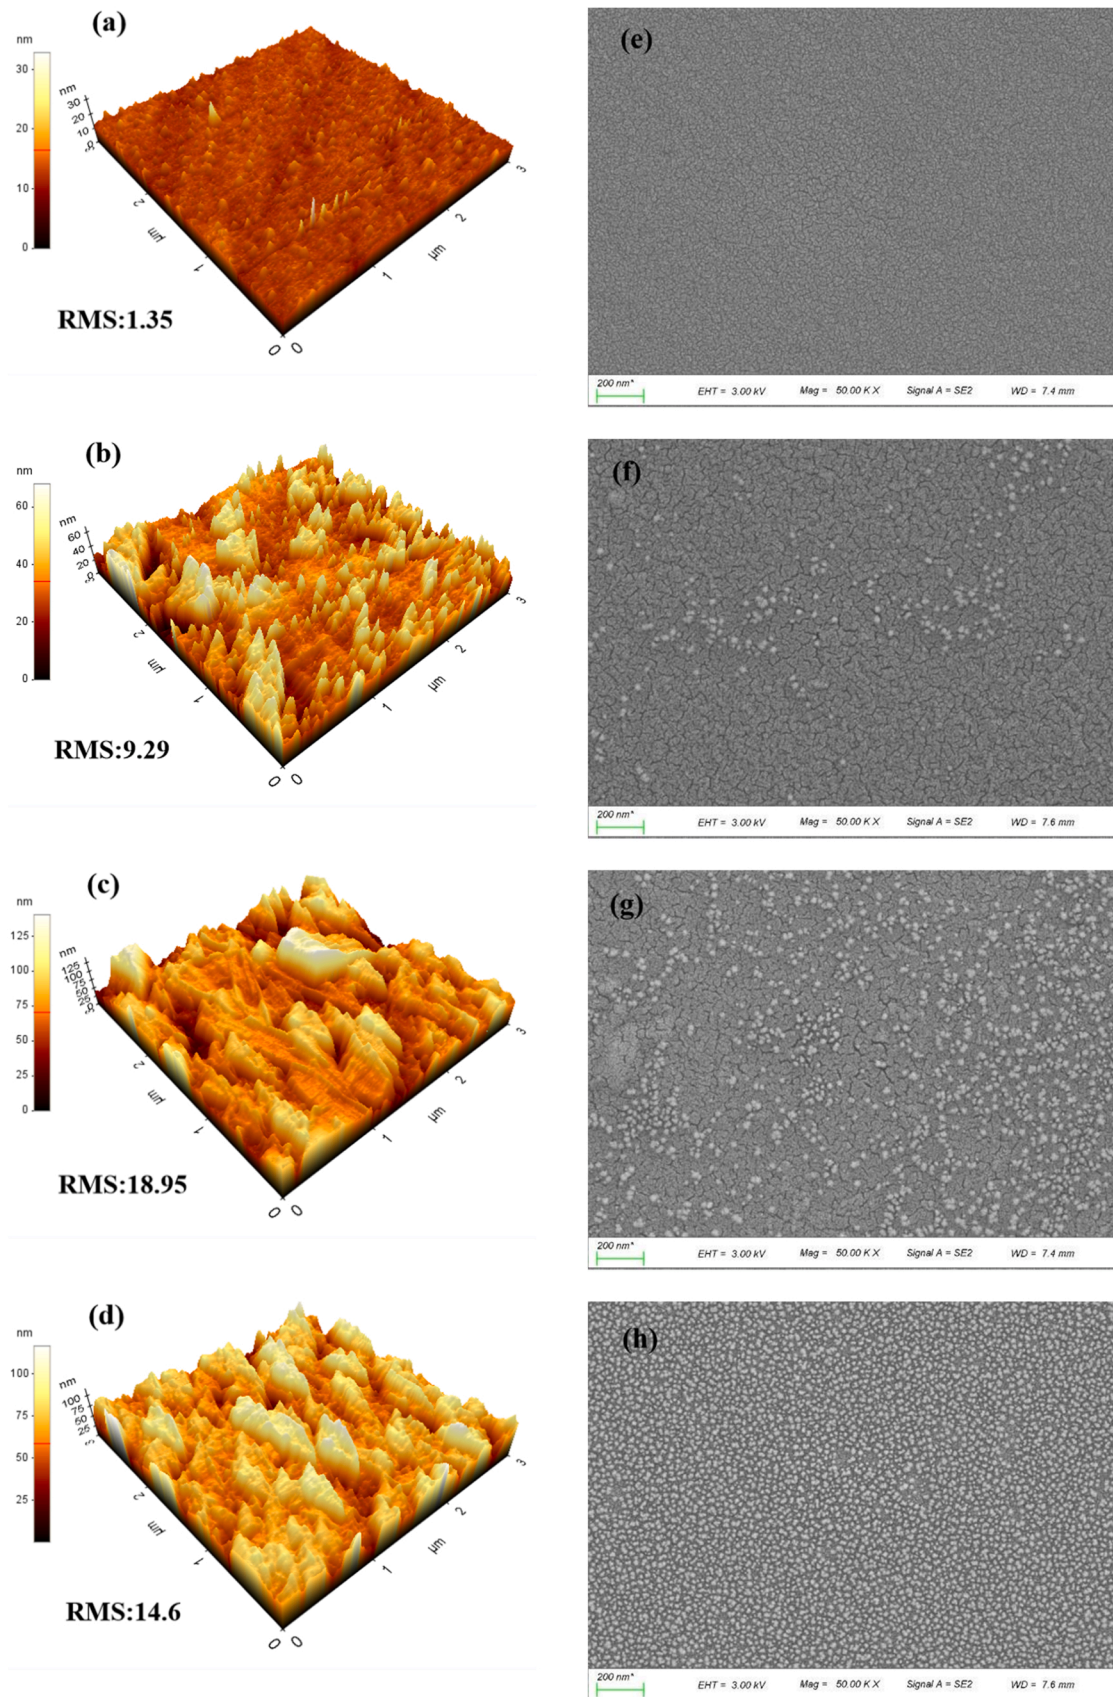 (a)
nm
30
20
10
0
nm
30
20
10
0
3
2
1
0
µm
0
1
2
3
µm
RMS:1.35
(e)
200 nm* EHT = 3.00 kV Mag = 50.00 K X Signal A = SE2 WD = 7.4 mm
(b)
nm
60
40
20
0
nm
60
40
20
0
2
1
0
µm
0
1
2
3
µm
RMS:9.29
(f)
200 nm* EHT = 3.00 kV Mag = 50.00 K X Signal A = SE2 WD = 7.6 mm
(c)
nm
125
100
75
50
25
0
nm
125
2
1
0
µm
0
1
2
3
µm
RMS:18.95
(g)
200 nm* EHT = 3.00 kV Mag = 50.00 K X Signal A = SE2 WD = 7.4 mm
(d)
nm
100
75
50
25
nm
100
75
50
25
3
2
1
0
µm
0
1
2
3
µm
RMS:14.6
(h)
200 nm* EHT = 3.00 kV Mag = 50.00 K X Signal A = SE2 WD = 7.6 mm